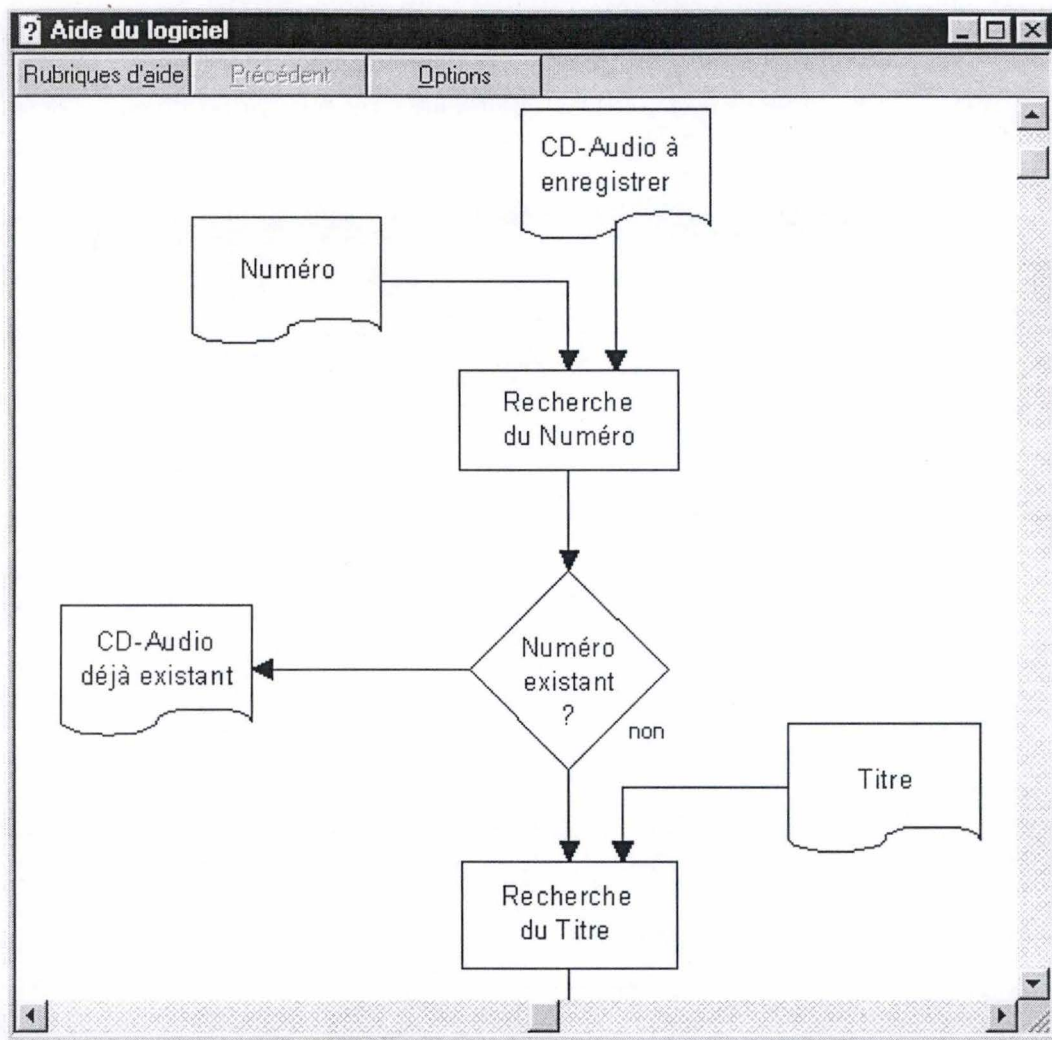 ? Aide du logiciel
Rubriques d'aide
Précédent
Options
CD-Audio à
enregistrer
Numéro
Recherche
du Numéro
CD-Audio
déjà existant
Numéro
existant
?
non
Titre
Recherche
du Titre